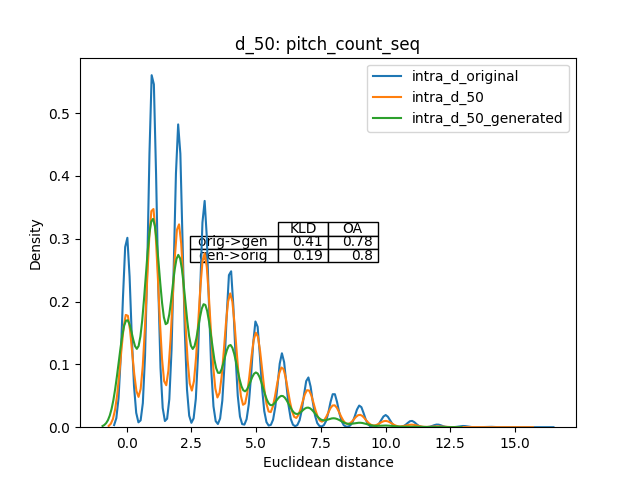 d_50: pitch_count_seq
intra_d_original
intra_d_50
intra_d_50_generated
KLD OA
orig->gen 0.41 0.78
gen->orig 0.19 0.8
Density
0.5
0.4
0.3
0.2
0.1
0.0
0.0 2.5 5.0 7.5 10.0 12.5 15.0
Euclidean distance